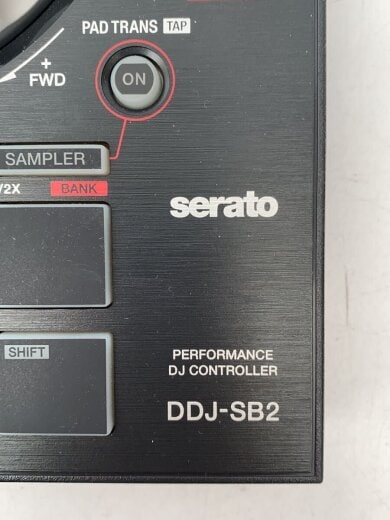 PAD TRANS TAP
+
FWD
ON
SAMPLER
/2X BANK
serato
SHIFT
PERFORMANCE
DJ CONTROLLER
DDJ-SB2